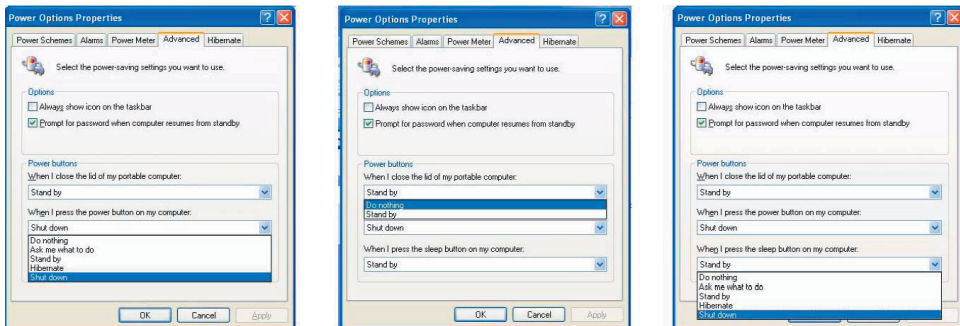 Power Options Properties
Power Schemes Alarms Power Meter Advanced Hibernate
Select the power-saving settings you want to use.
Options
Always show icon on the taskbar
Prompt for password when computer resumes from standby
Power buttons
When I close the lid of my portable computer:
Stand by
When I press the power button on my computer:
Shut down
Do nothing
Ask me what to do
Stand by
Hibernate
Shut down
OK Cancel Apply
Power Options Properties
Power Schemes Alarms Power Meter Advanced Hibernate
Select the power-saving settings you want to use.
Options
Always show icon on the taskbar
Prompt for password when computer resumes from standby
Power buttons
When I close the lid of my portable computer:
Stand by
Do nothing
Stand by
Shut down
When I press the sleep button on my computer:
Stand by
OK Cancel Apply
Power Options Properties
Power Schemes Alarms Power Meter Advanced Hibernate
Select the power-saving settings you want to use.
Options
Always show icon on the taskbar
Prompt for password when computer resumes from standby
Power buttons
When I close the lid of my portable computer:
Stand by
When I press the power button on my computer:
Shut down
When I press the sleep button on my computer:
Stand by
Do nothing
Ask me what to do
Stand by
Hibernate
Shut down